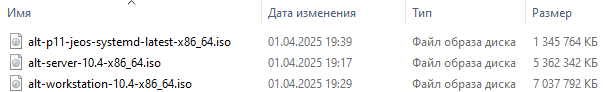 Имя Дата изменения Тип Размер
alt-p11-jeos-systemd-latest-x86_64.iso 01.04.2025 19:39 Файл образа диска 1 345 764 КБ
alt-server-10.4-x86_64.iso 01.04.2025 19:17 Файл образа диска 5 362 342 КБ
alt-workstation-10.4-x86_64.iso 01.04.2025 19:29 Файл образа диска 7 037 792 КБ